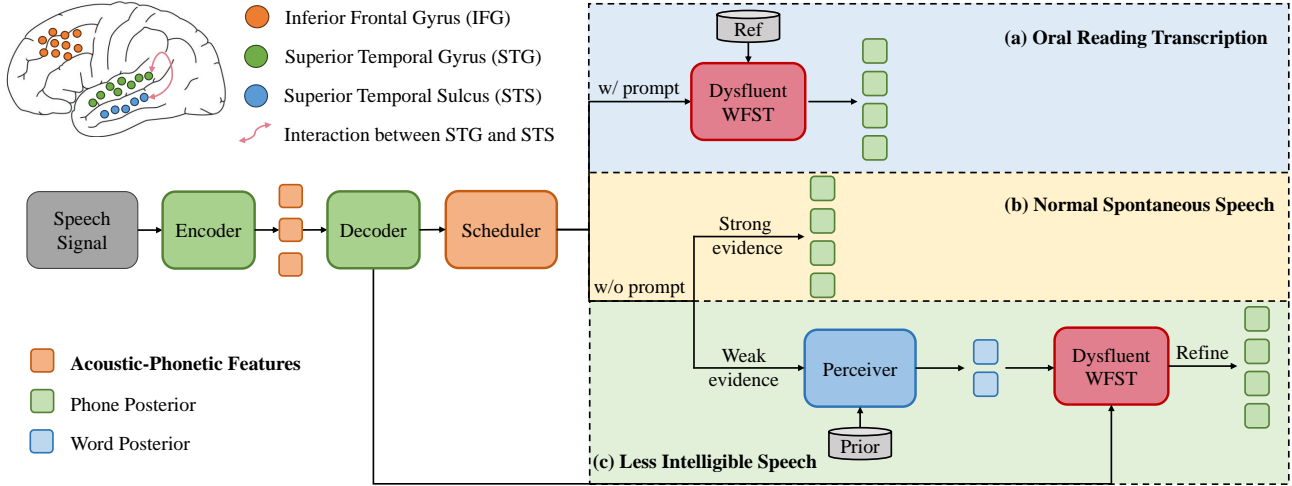 Inferior Frontal Gyrus (IFG)
Superior Temporal Gyrus (STG)
Superior Temporal Sulcus (STS)
Interaction between STG and STS
Speech
Signal
Encoder
Decoder
Scheduler
Acoustic-Phonetic Features
Phone Posterior
Word Posterior
(a) Oral Reading Transcription
Ref
w/ prompt
Dysfluent
WFST
(b) Normal Spontaneous Speech
Strong
evidence
w/o prompt
Weak
evidence
Perceiver
Prior
Dysfluent
WFST
Refine
(c) Less Intelligible Speech